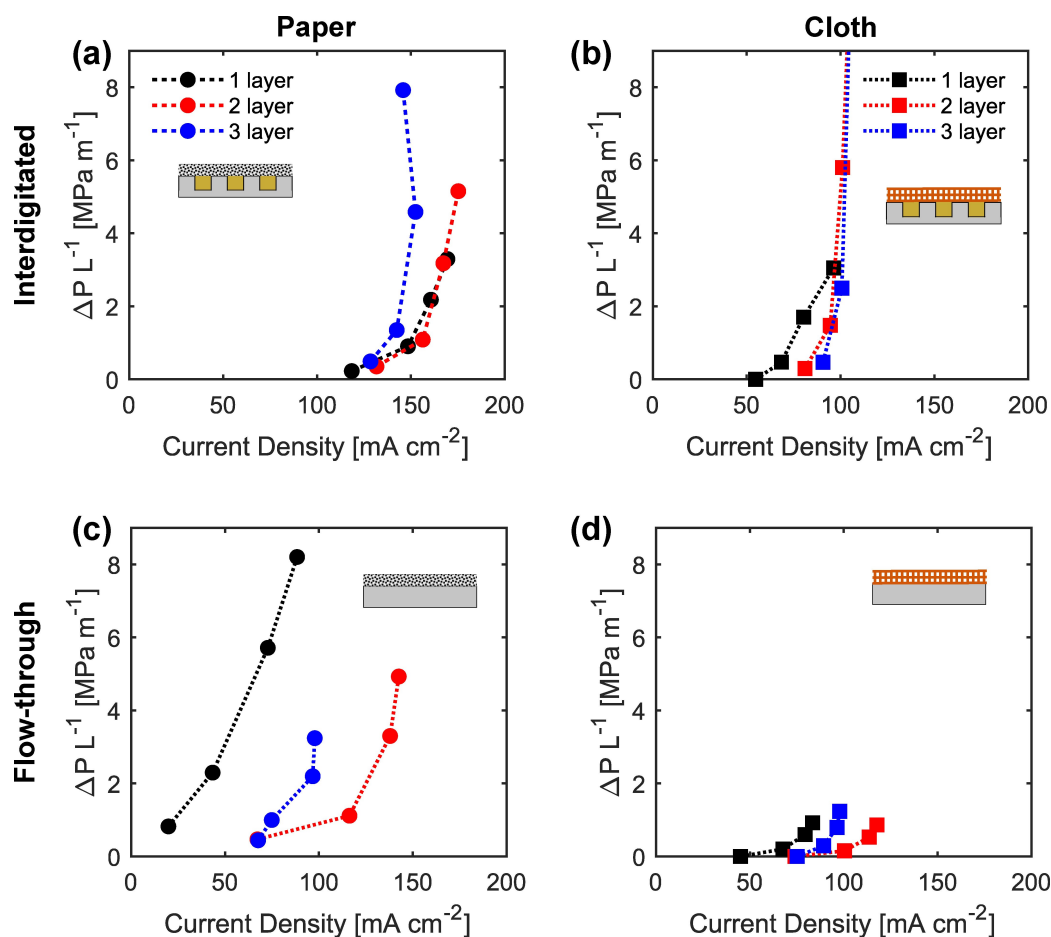 Paper
Cloth
Interdigitated
Flow-through
(a)
1 layer
2 layer
3 layer
ΔP L⁻¹ [MPa m⁻¹]
8
6
4
2
0
0 50 100 150 200
Current Density [mA cm⁻²]
(b)
1 layer
2 layer
3 layer
ΔP L⁻¹ [MPa m⁻¹]
8
6
4
2
0
0 50 100 150 200
Current Density [mA cm⁻²]
(c)
ΔP L⁻¹ [MPa m⁻¹]
8
6
4
2
0
0 50 100 150 200
Current Density [mA cm⁻²]
(d)
ΔP L⁻¹ [MPa m⁻¹]
8
6
4
2
0
0 50 100 150 200
Current Density [mA cm⁻²]